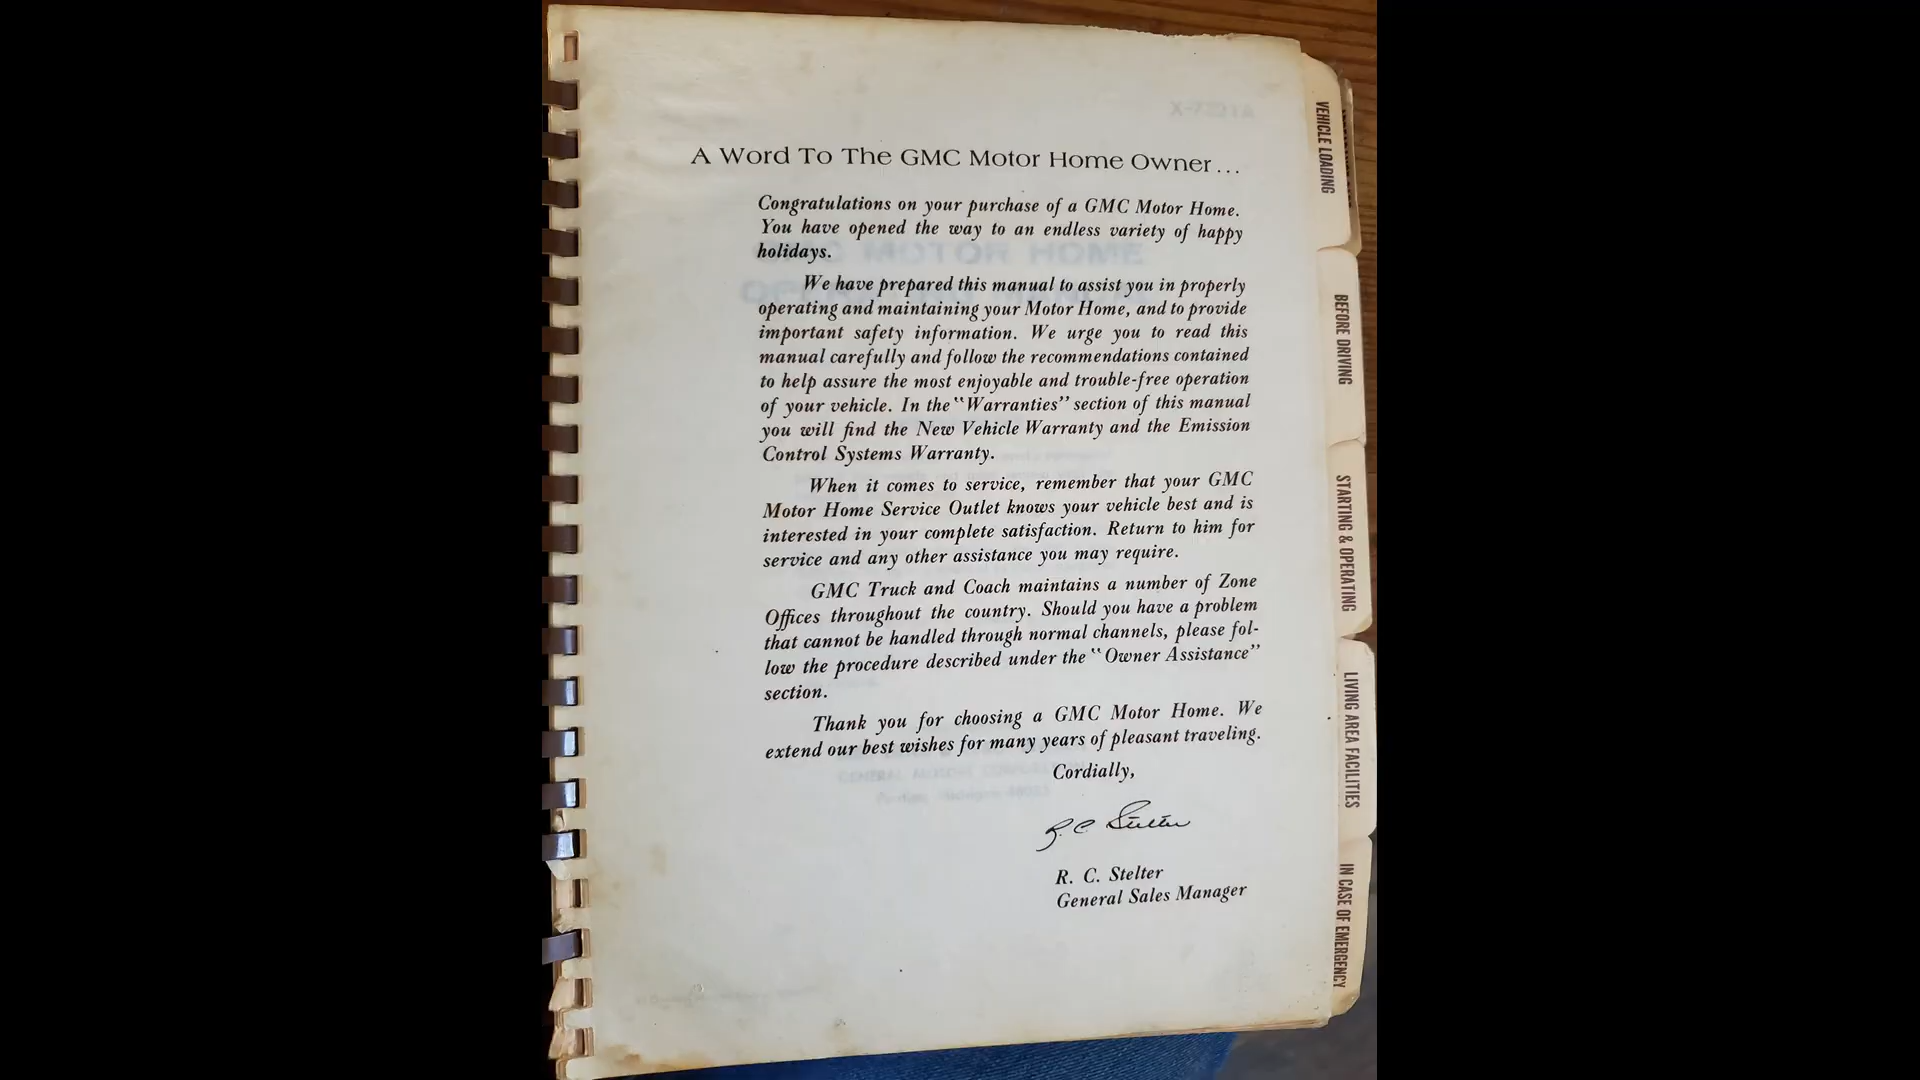 X-7521A
A Word To The GMC Motor Home Owner...
Congratulations on your purchase of a GMC Motor Home.
You have opened the way to an endless variety of happy
holidays.
We have prepared this manual to assist you in properly
operating and maintaining your Motor Home, and to provide
important safety information. We urge you to read this
manual carefully and follow the recommendations contained
to help assure the most enjoyable and trouble-free operation
of your vehicle. In the "Warranties" section of this manual
you will find the New Vehicle Warranty and the Emission
Control Systems Warranty.
When it comes to service, remember that your GMC
Motor Home Service Outlet knows your vehicle best and is
interested in your complete satisfaction. Return to him for
service and any other assistance you may require.
GMC Truck and Coach maintains a number of Zone
Offices throughout the country. Should you have a problem
that cannot be handled through normal channels, please fol-
low the procedure described under the "Owner Assistance"
section.
Thank you for choosing a GMC Motor Home. We
extend our best wishes for many years of pleasant traveling.
Cordially,
R. C. Stelter
R. C. Stelter
General Sales Manager
VEHICLE LOADING
BEFORE DRIVING
STARTING & OPERATING
LIVING AREA FACILITIES
IN CASE OF EMERGENCY